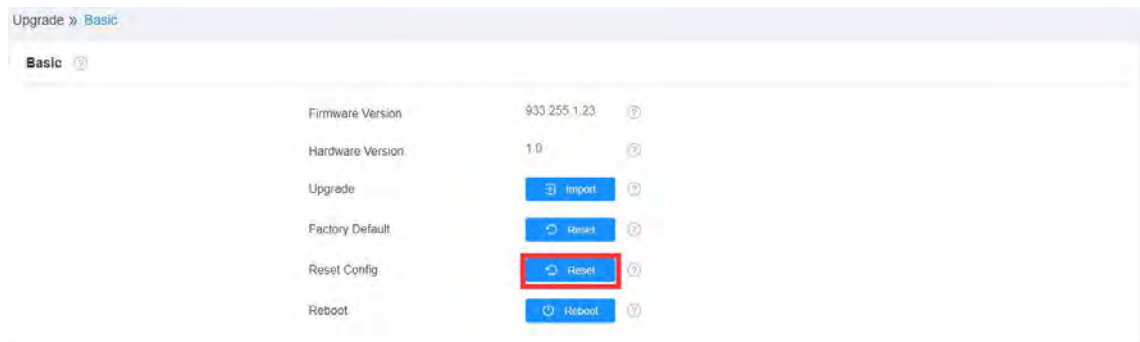 Upgrade » Basic
Basic ?
Firmware Version 933.255.1.23 ?
Hardware Version 1.0 ?
Upgrade Import ?
Factory Default Reset ?
Reset Config Reset ?
Reboot Reboot ?